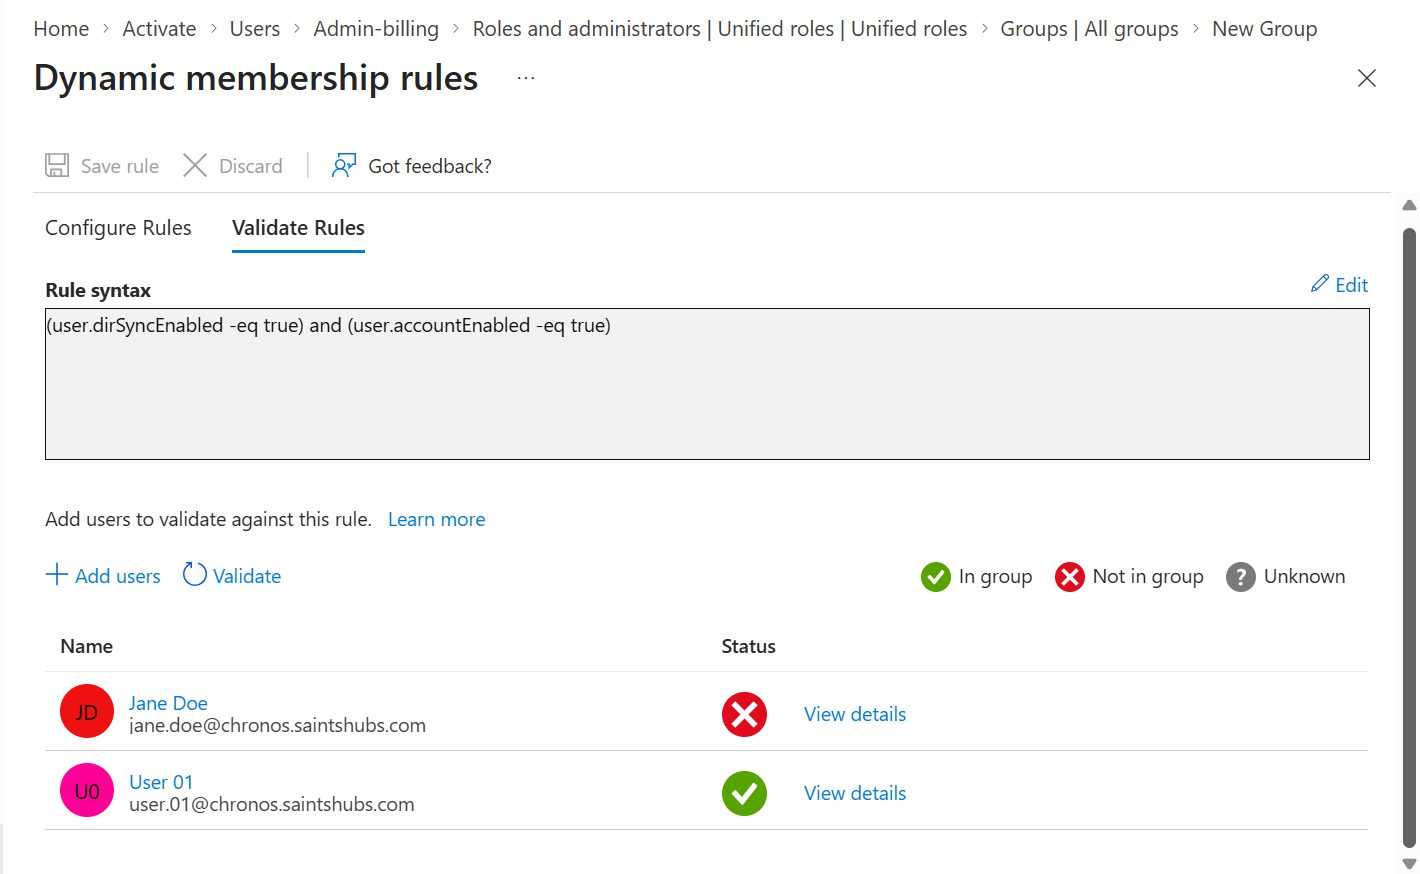 Home > Activate > Users > Admin-billing > Roles and administrators | Unified roles | Unified roles > Groups | All groups > New Group
Dynamic membership rules ...
Save rule Discard Got feedback?
Configure Rules Validate Rules
Rule syntax Edit
(user.dirSyncEnabled -eq true) and (user.accountEnabled -eq true)
Add users to validate against this rule. Learn more
Add users Validate In group Not in group ? Unknown
Name Status
JD Jane Doe View details
jane.doe@chronos.saintshubs.com
U0 User 01 View details
user.01@chronos.saintshubs.com